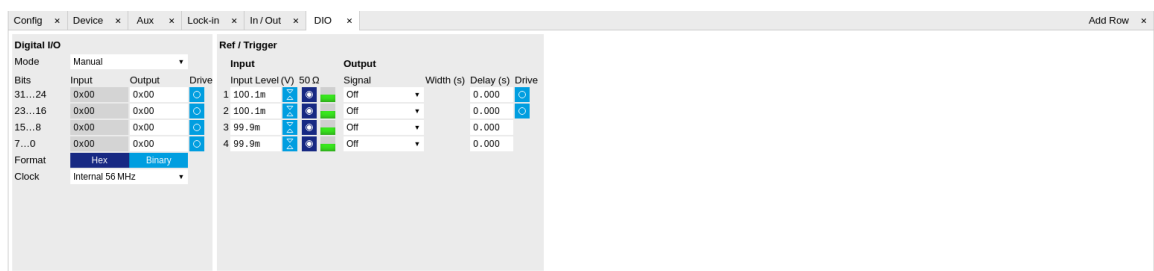 Config × Device × Aux × Lock-in × In / Out × DIO × Add Row ×
Digital I/O
Mode Manual
Bits Input Output Drive
31...24 0x00 0x00
23...16 0x00 0x00
15...8 0x00 0x00
7...0 0x00 0x00
Format Hex Binary
Clock Internal 56 MHz
Ref / Trigger
Input Output
Input Level (V) 50 Ω Signal Width (s) Delay (s) Drive
1 100.1m Off 0.000
2 100.1m Off 0.000
3 99.9m Off 0.000
4 99.9m Off 0.000